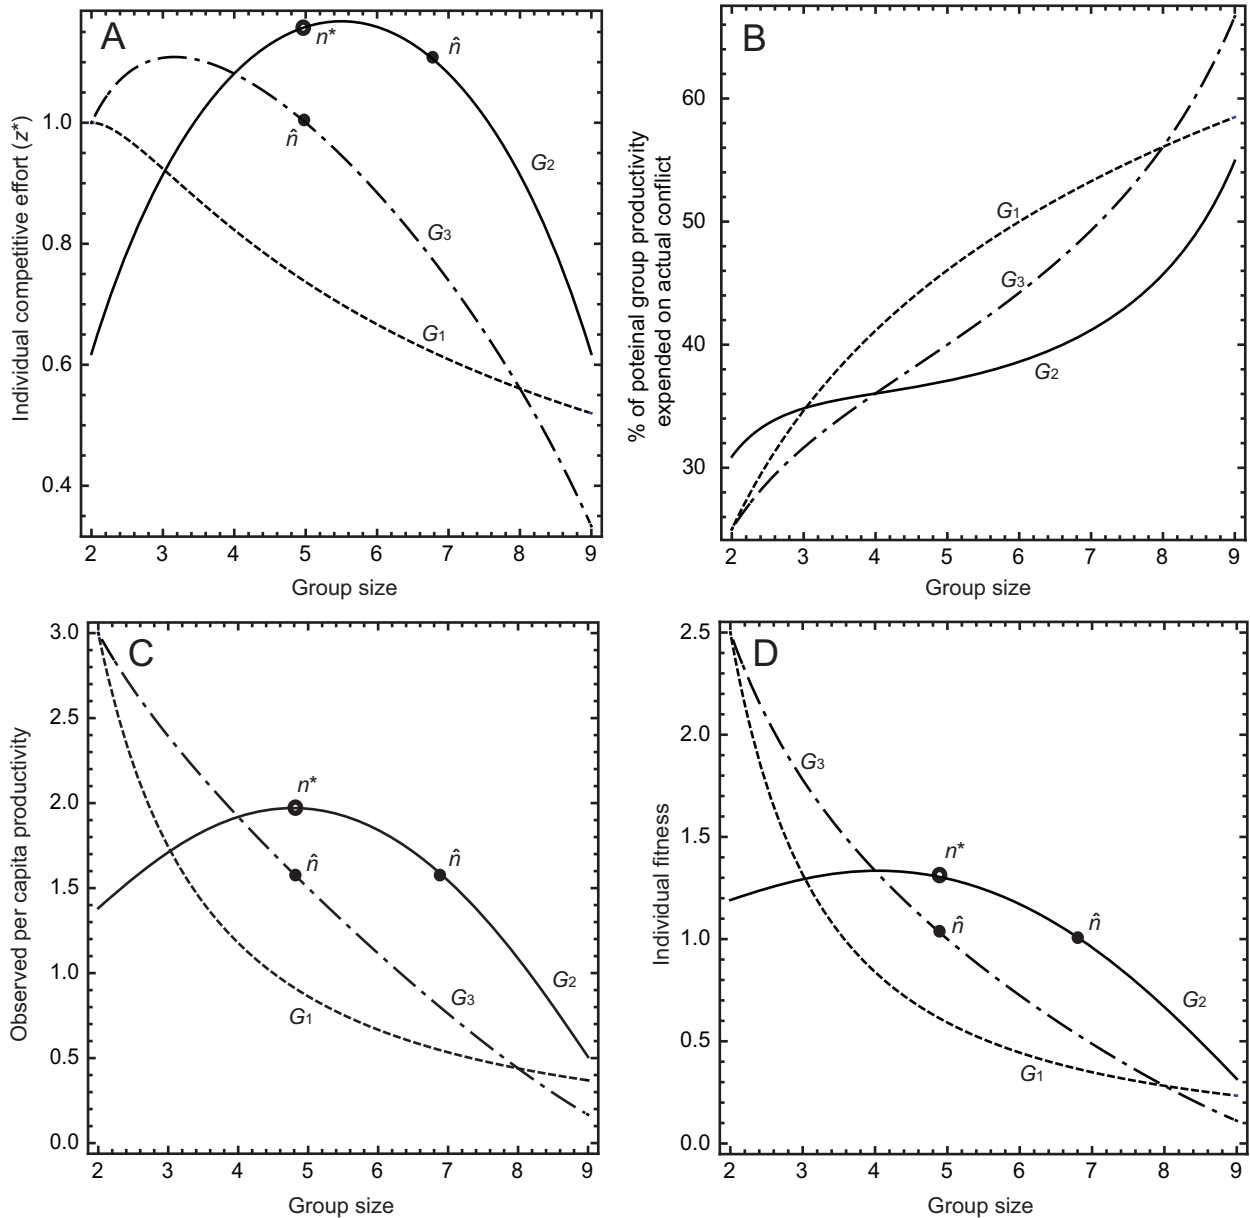 A
n*
n̂
1.0
n̂
G2
0.8
G3
G1
0.6
0.4
2 3 4 5 6 7 8 9
Group size
Individual competitive effort (z*)
B
60
50
G1
G3
40
G2
30
2 3 4 5 6 7 8 9
Group size
% of poteinal group productivity
expended on actual conflict
3.0
C
2.5
n*
2.0
n̂
n̂
1.5
1.0
G2
G3
G1
0.5
0.0
2 3 4 5 6 7 8 9
Group size
Observed per capita productivity
2.5
D
2.0
G3
1.5
n*
n̂
n̂
1.0
G2
0.5
G1
0.0
2 3 4 5 6 7 8 9
Group size
Individual fitness